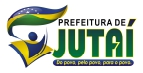 PREFEITURA DE
JUTAÍ
Do povo, pelo povo, para o povo.